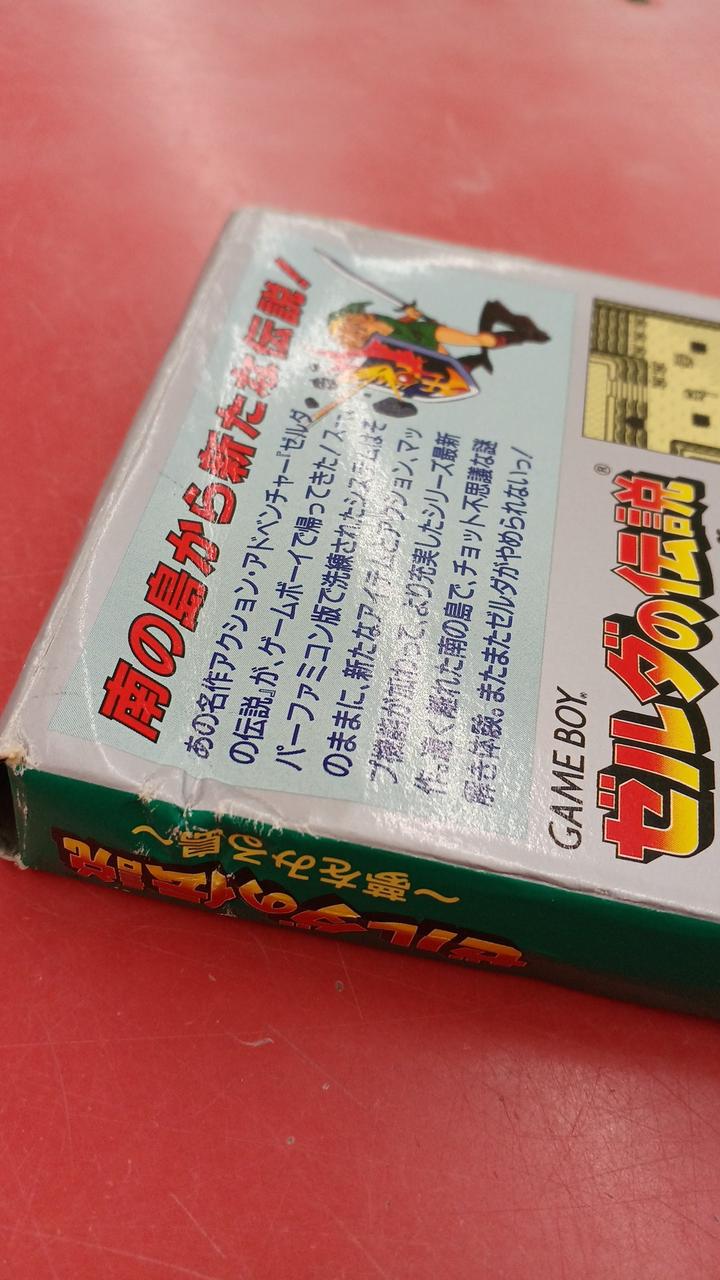 南の島から新たな伝説!
あの名作アクション・アドベンチャー『ゼルダ
の伝説』が、ゲームボーイで帰ってきた!スー
パーファミコン版で洗練されたシステムはそ
のままに、新たなアイテムとアクション、マッ
プ機能が加わって、より充実したシリーズ最新
作。遠く離れた南の島で、チョット不思議な謎
解き体験。またまたゼルダがやめられないっ!
GAME BOY®
ゼルダの伝説®
ゼルダの伝説
〜夢をみる島〜